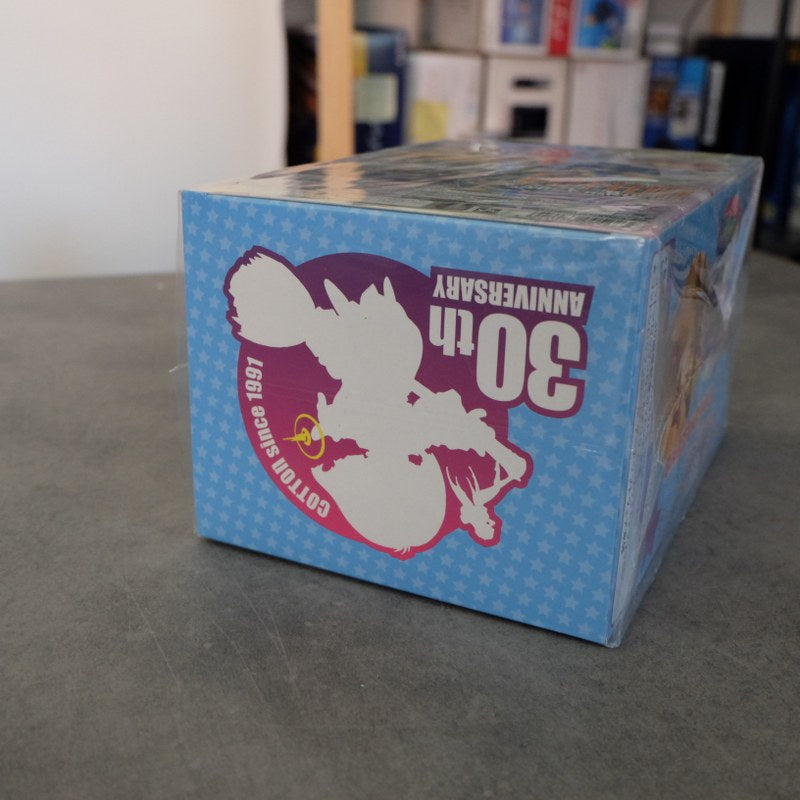 30th
ANNIVERSARY
COTTON since 1991